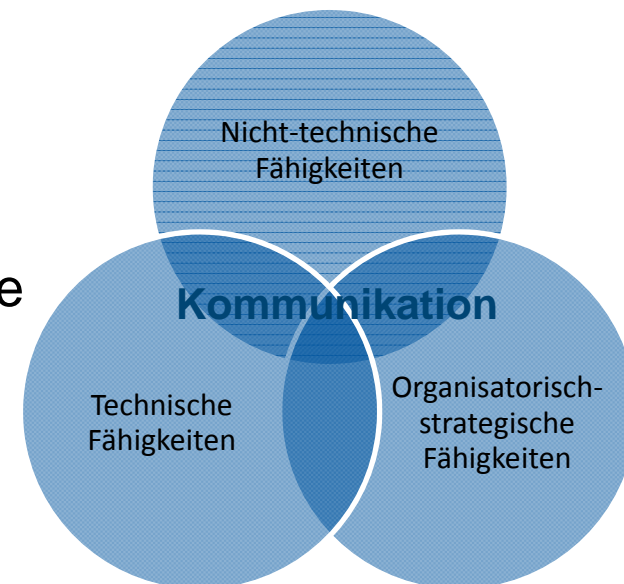 Nicht-technische
Fähigkeiten
e
Kommunikation
Technische
Fähigkeiten
Organisatorisch-
strategische
Fähigkeiten